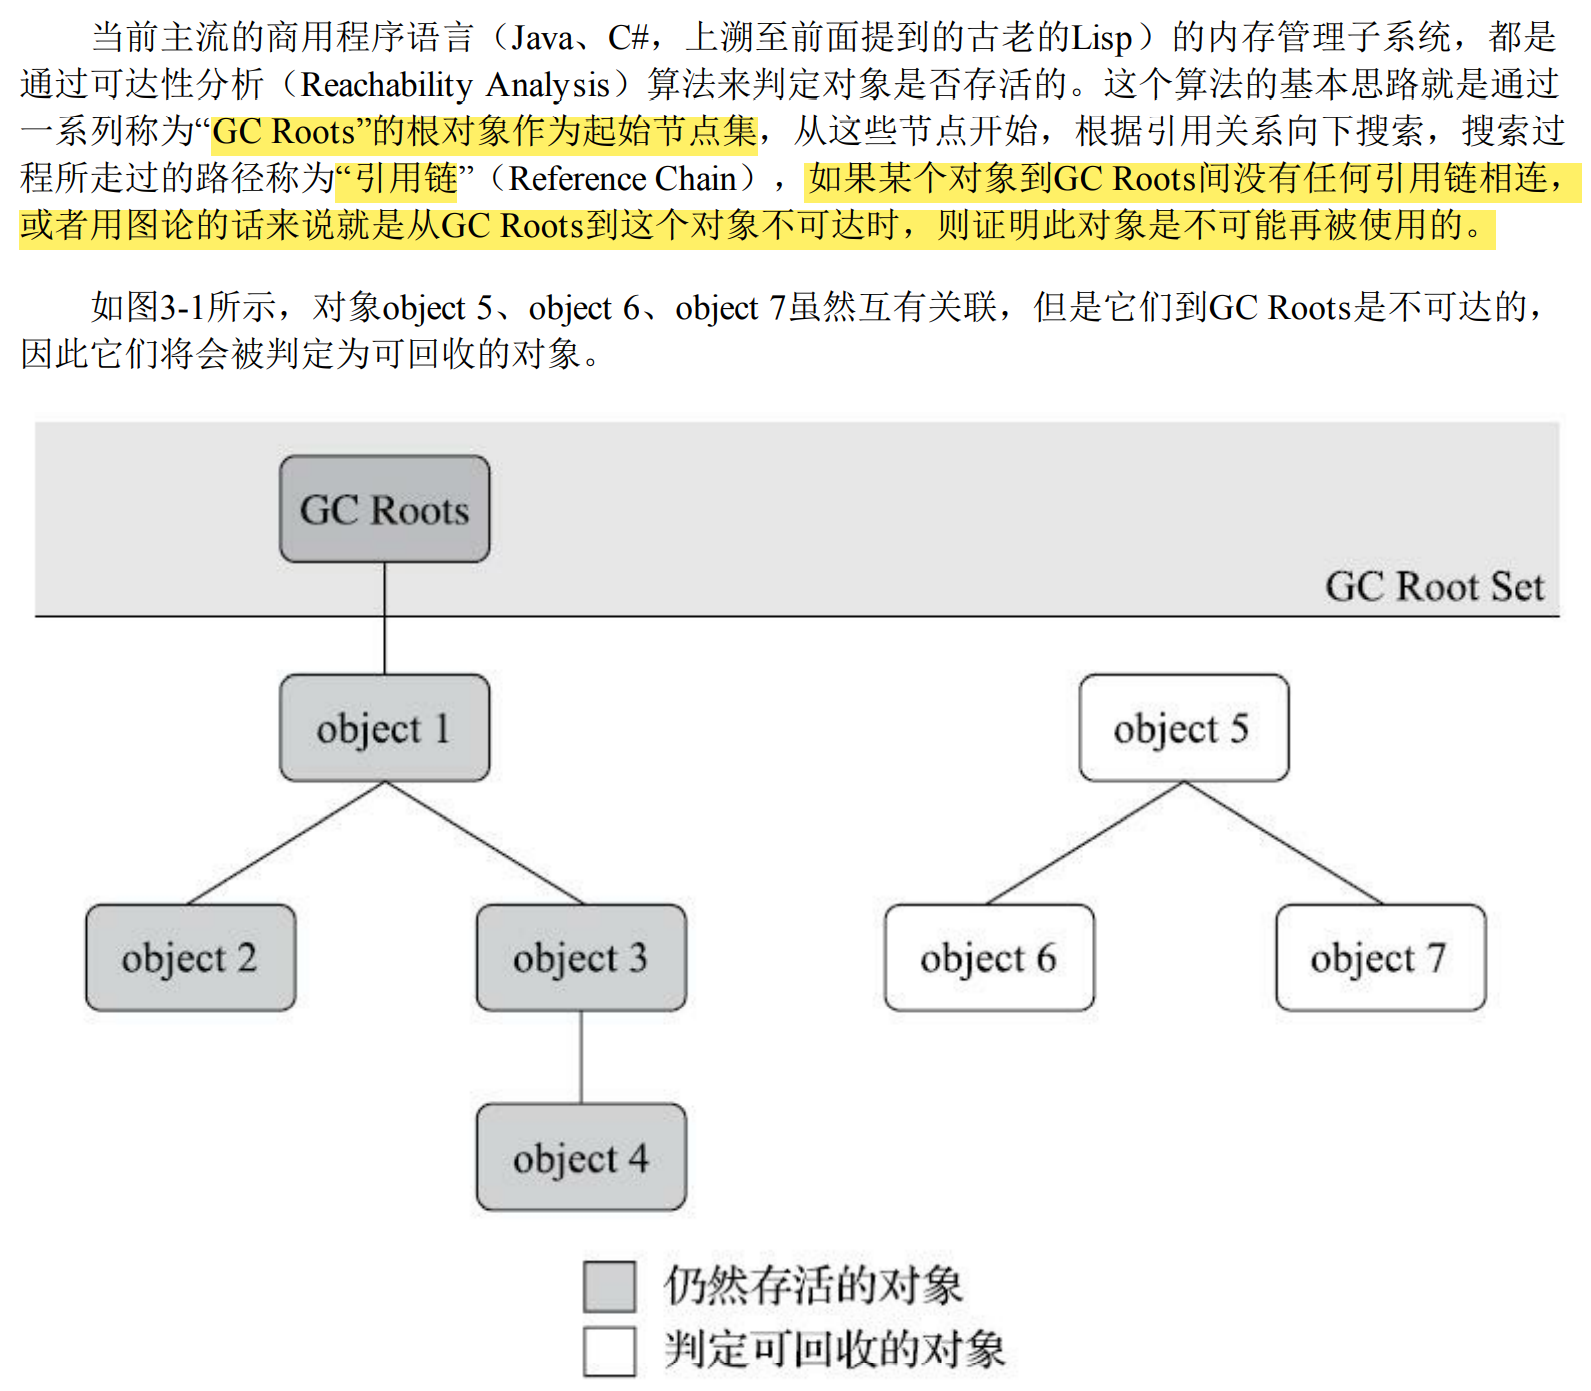 当前主流的商用程序语言（Java、C#，上溯至前面提到的古老的Lisp）的内存管理子系统，都是
通过可达性分析（Reachability Analysis）算法来判定对象是否存活的。这个算法的基本思路就是通过
一系列称为“GC Roots”的根对象作为起始节点集，从这些节点开始，根据引用关系向下搜索，搜索过
程所走过的路径称为“引用链”（Reference Chain），如果某个对象到GC Roots间没有任何引用链相连，
或者用图论的话来说就是从GC Roots到这个对象不可达时，则证明此对象是不可能再被使用的。
如图3-1所示，对象object 5、object 6、object 7虽然互有关联，但是它们到GC Roots是不可达的，
因此它们将会被判定为可回收的对象。
GC Roots
GC Root Set
object 1
object 5
object 2
object 3
object 6
object 7
object 4
仍然存活的对象
判定可回收的对象